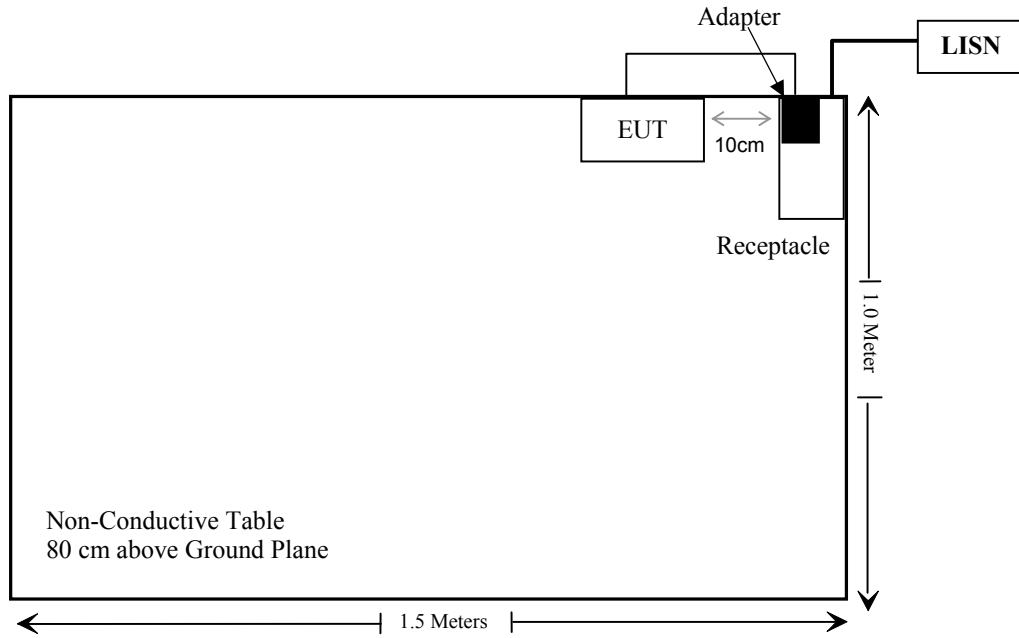 Adapter
LISN
EUT
10cm
Receptacle
1.0 Meter
Non-Conductive Table
80 cm above Ground Plane
1.5 Meters